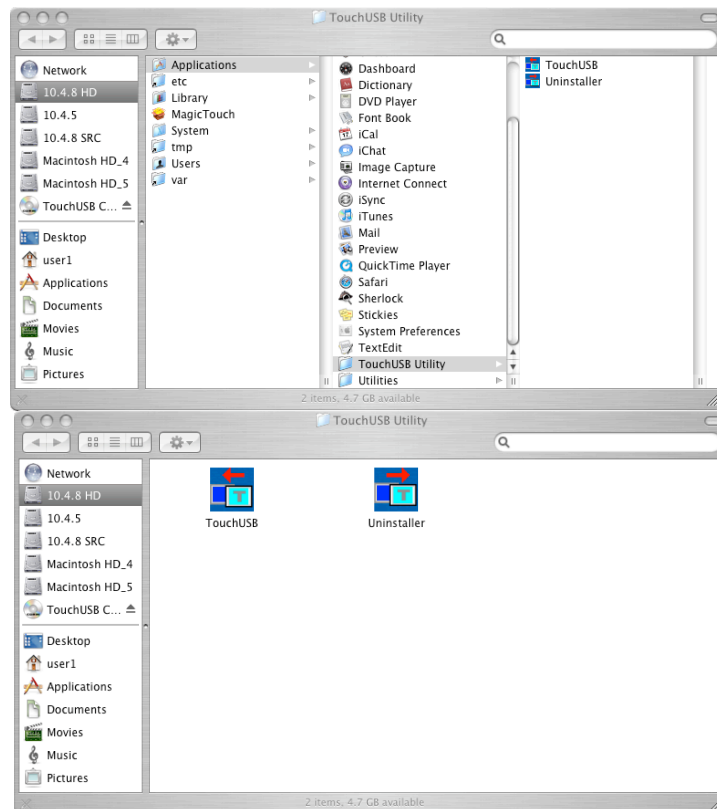 TouchUSB Utility
Network
10.4.8 HD
10.4.5
10.4.8 SRC
Macintosh HD_4
Macintosh HD_5
TouchUSB C...
Desktop
user1
Applications
Documents
Movies
Music
Pictures
Applications
etc
Library
MagicTouch
System
tmp
Users
var
Dashboard
Dictionary
DVD Player
Font Book
iCal
iChat
Image Capture
Internet Connect
iSync
iTunes
Mail
Preview
QuickTime Player
Safari
Sherlock
Stickies
System Preferences
TextEdit
TouchUSB Utility
Utilities
TouchUSB
Uninstaller
2 items, 4.7 GB available
TouchUSB Utility
Network
10.4.8 HD
10.4.5
10.4.8 SRC
Macintosh HD_4
Macintosh HD_5
TouchUSB C...
Desktop
user1
Applications
Documents
Movies
Music
Pictures
T
TouchUSB
T
Uninstaller
2 items, 4.7 GB available